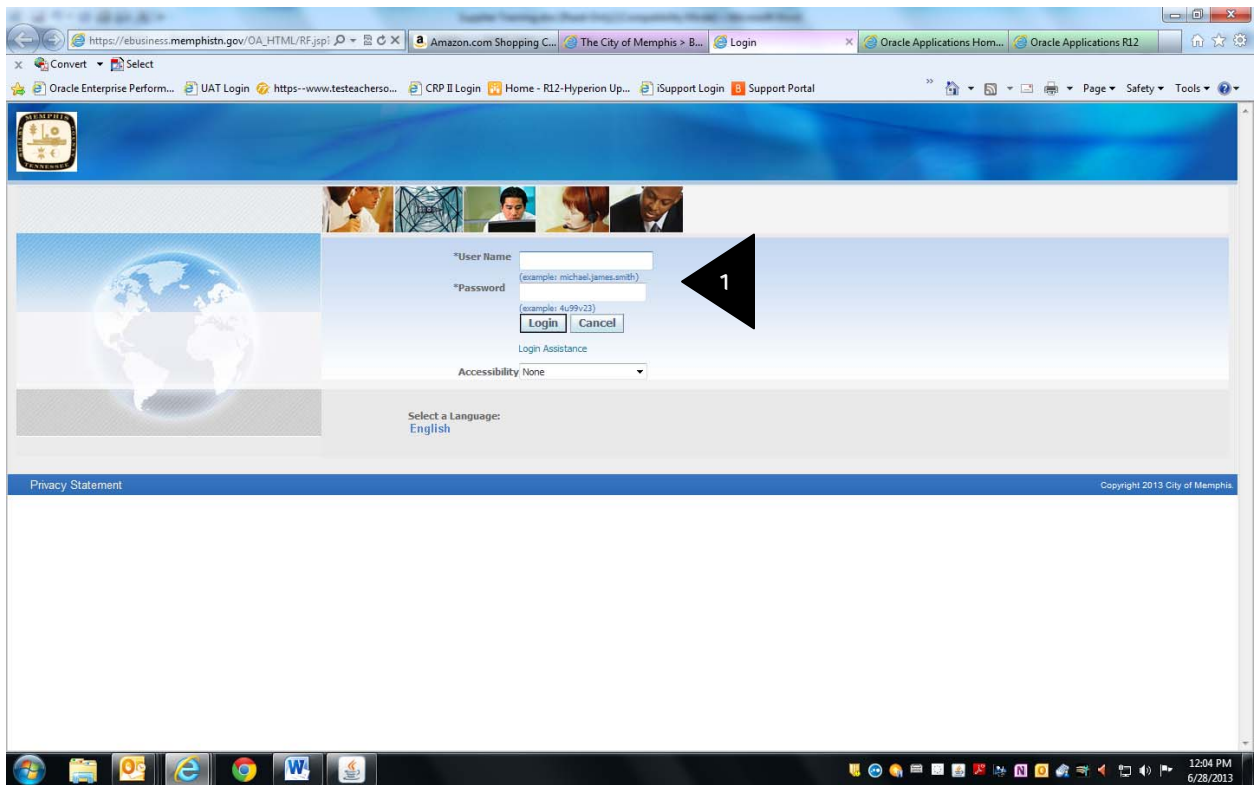 https://ebusiness.memphistn.gov/OA_HTML/RF.jsp
Amazon.com Shopping C...
The City of Memphis > B...
Login
Oracle Applications Hom...
Oracle Applications R12
Convert
Select
Oracle Enterprise Perform...
UAT Login
https--www.testeacherso...
CRP II Login
Home - R12-Hyperion Up...
iSupport Login
Support Portal
Page
Safety
Tools
MEMPHIS
TENNESSEE
*User Name
(example: michael.james.smith)
1
*Password
(example: 4u99v23)
Login
Cancel
Login Assistance
Accessibility
None
Select a Language:
English
Privacy Statement
Copyright 2013 City of Memphis.
12:04 PM
6/28/2013